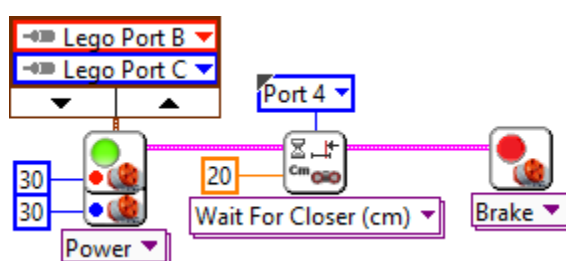 Lego Port B
Lego Port C
Port 4
Cm
30
30
20
Power
Wait For Closer (cm)
Brake